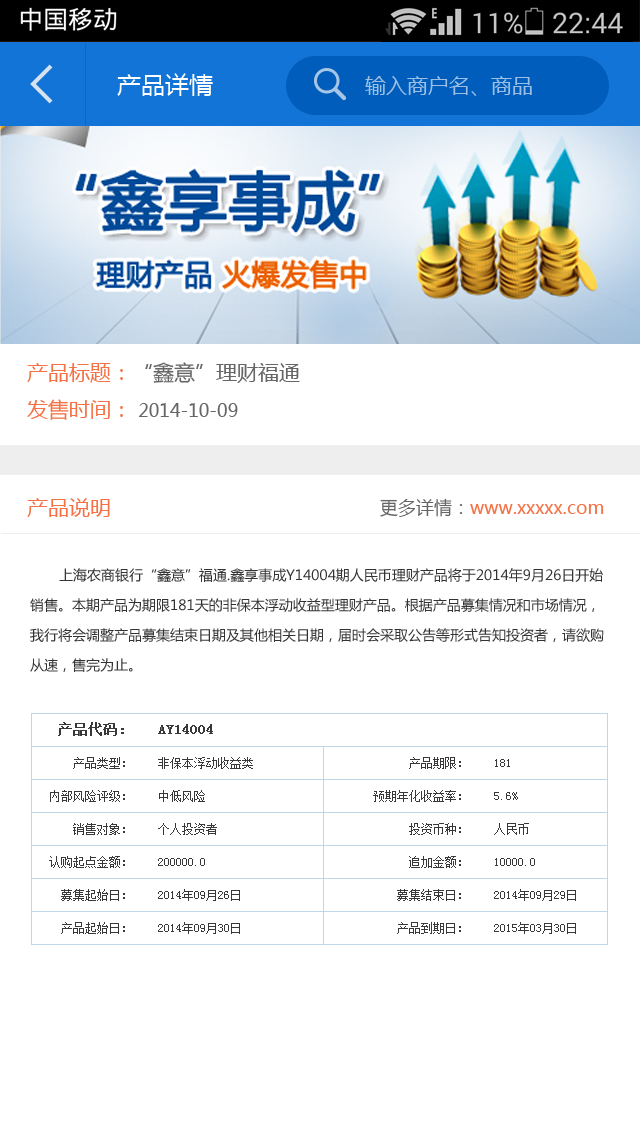 中国移动 E 11% 22:44
产品详情 输入商户名、商品
“鑫享事成”
理财产品 火爆发售中
产品标题： “鑫意”理财福通
发售时间： 2014-10-09
产品说明 更多详情：www.xxxxx.com
上海农商银行“鑫意”福通.鑫享事成Y14004期人民币理财产品将于2014年9月26日开始
销售。本期产品为期限181天的非保本浮动收益型理财产品。根据产品募集情况和市场情况，
我行将会调整产品募集结束日期及其他相关日期，届时会采取公告等形式告知投资者，请欲购
从速，售完为止。
产品代码： AY14004
产品类型： 非保本浮动收益类 产品期限： 181
内部风险评级： 中低风险 预期年化收益率： 5.6%
销售对象： 个人投资者 投资币种： 人民币
认购起点金额： 200000.0 追加金额： 10000.0
募集起始日： 2014年09月26日 募集结束日： 2014年09月29日
产品起始日： 2014年09月30日 产品到期日： 2015年03月30日